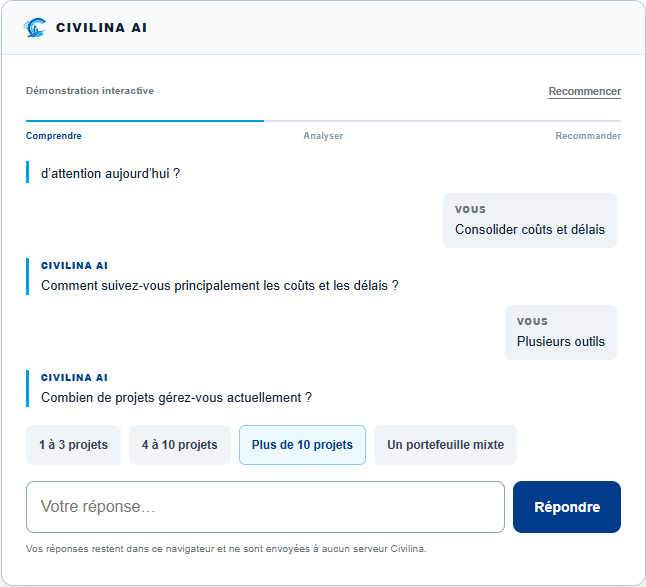 CIVILINA AI
Démonstration interactive
Recommencer
Comprendre
Analyser
Recommander
d'attention aujourd'hui ?
VOUS
Consolider coûts et délais
CIVILINA AI
Comment suivez-vous principalement les coûts et les délais ?
VOUS
Plusieurs outils
CIVILINA AI
Combien de projets gérez-vous actuellement ?
1 à 3 projets
4 à 10 projets
Plus de 10 projets
Un portefeuille mixte
Votre réponse…
Répondre
Vos réponses restent dans ce navigateur et ne sont envoyées à aucun serveur Civilina.